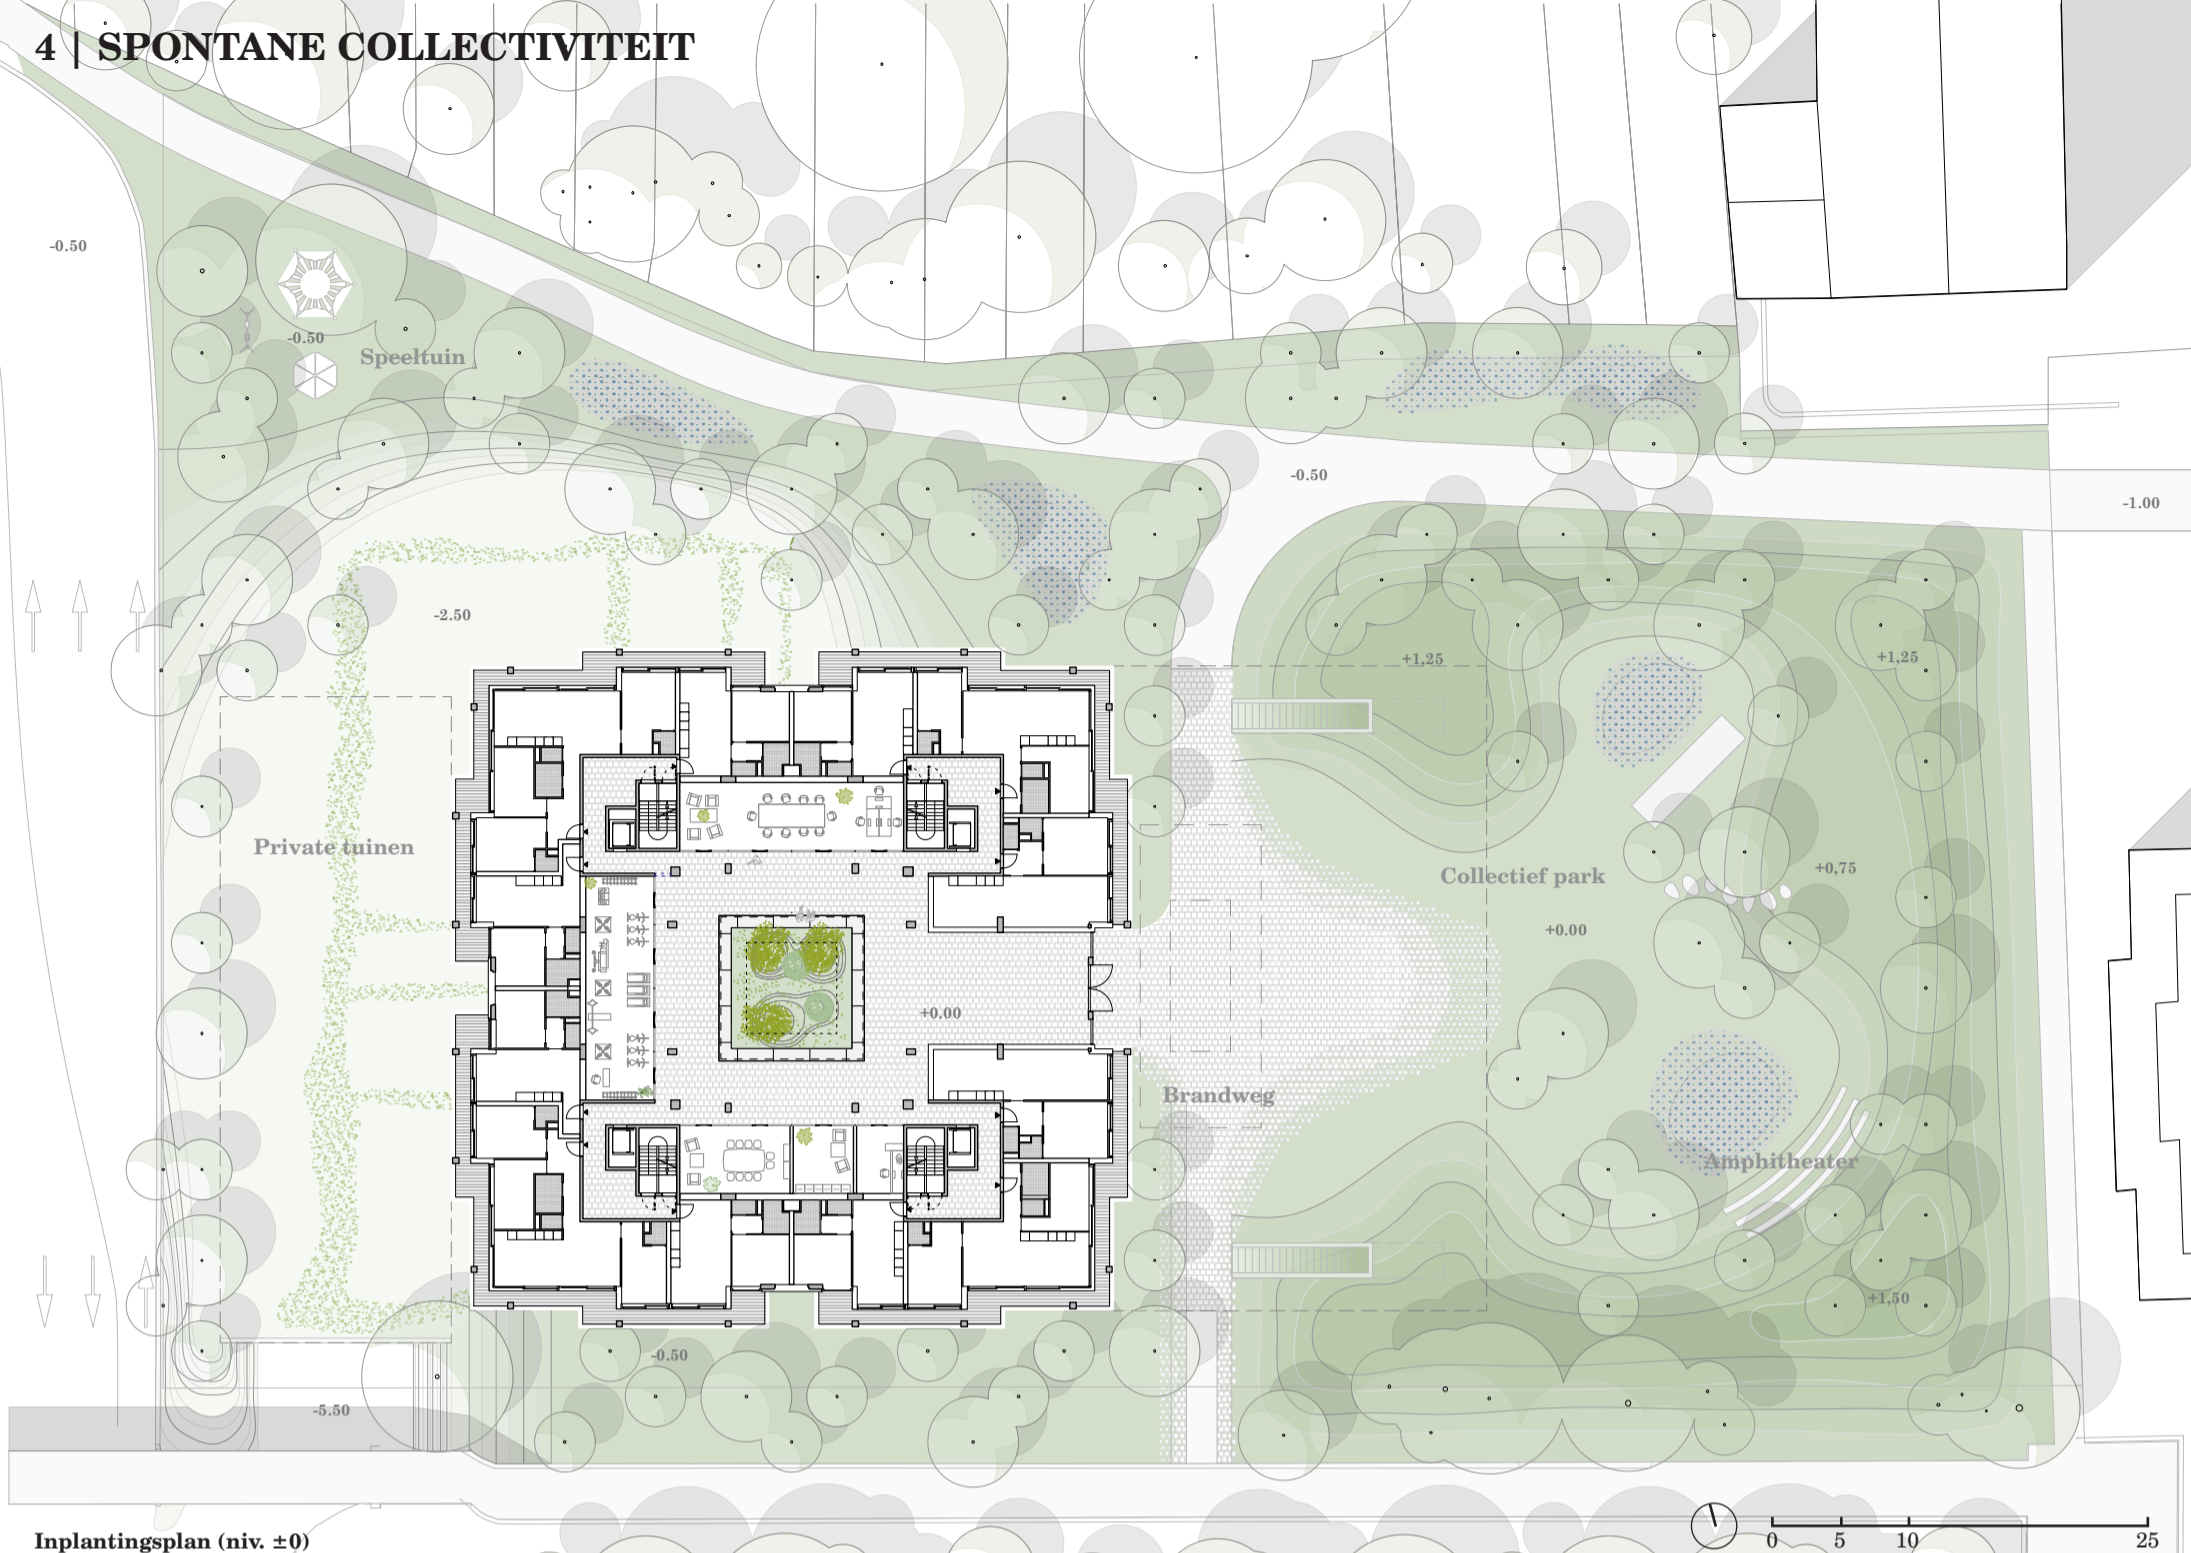 4 | SPONTANE COLLECTIVITEIT
-0.50
-0.50
Speeltuin
-0.50
-1.00
-2.50
+1,25
+1,25
Private tuinen
Collectief park
+0,75
+0.00
+0.00
Brandweg
Amphitheater
+1,50
-0.50
-5.50
Inplantingsplan (niv. ±0)
0 5 10 25